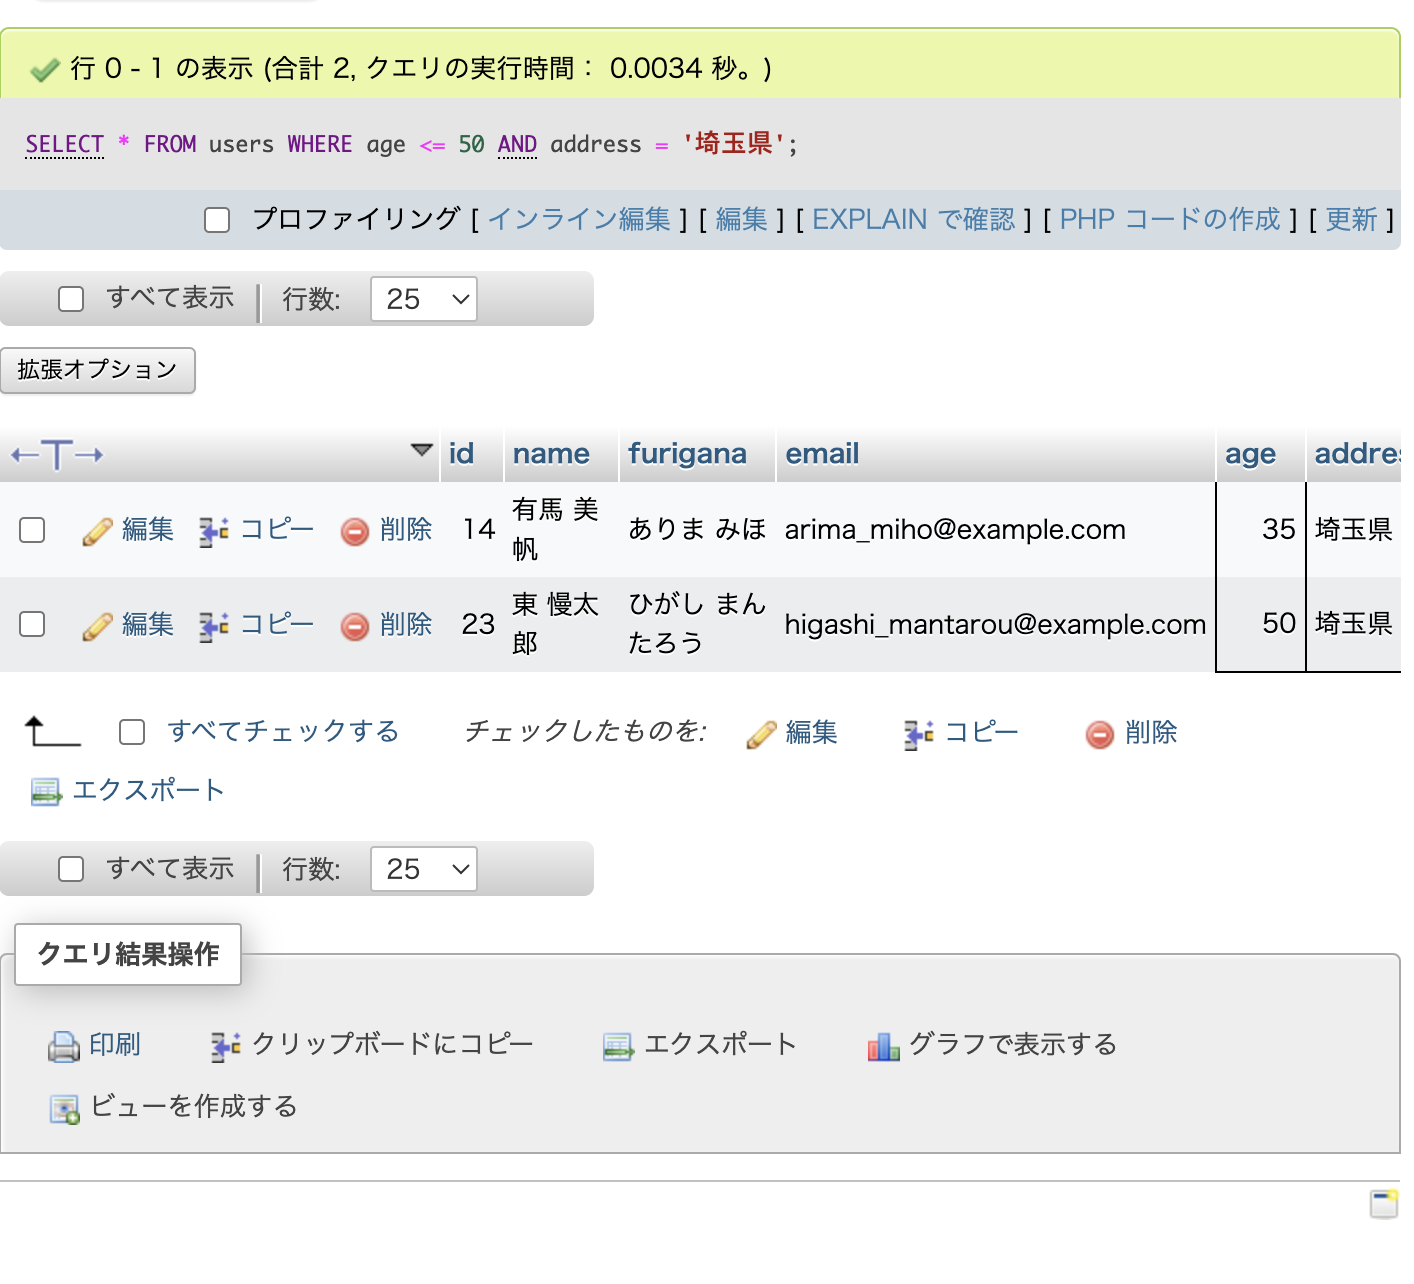 行 0 - 1 の表示 (合計 2, クエリの実行時間： 0.0034 秒。)
SELECT * FROM users WHERE age <= 50 AND address = '埼玉県';
プロファイリング [ インライン編集 ] [ 編集 ] [ EXPLAIN で確認 ] [ PHP コードの作成 ] [ 更新 ]
すべて表示 行数: 25
拡張オプション
←T→ id name furigana email age addres
編集 コピー 削除 14 有馬 美帆 ありま みほ arima_miho@example.com 35 埼玉県
編集 コピー 削除 23 東 慢太郎 ひがし まんたろう higashi_mantarou@example.com 50 埼玉県
すべてチェックする チェックしたものを: 編集 コピー 削除
エクスポート
すべて表示 行数: 25
クエリ結果操作
印刷 クリップボードにコピー エクスポート グラフで表示する
ビューを作成する